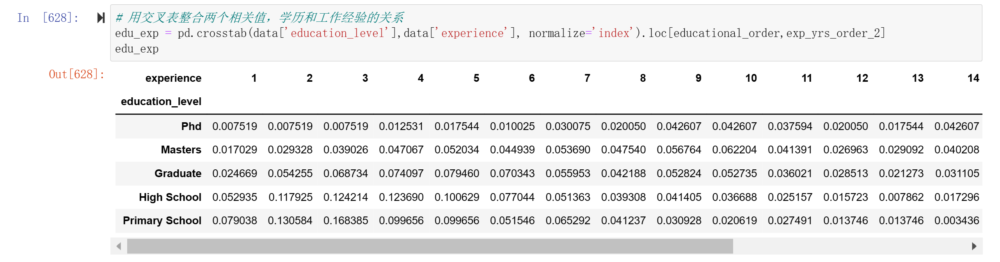 In [628]:
# 用交叉表整合两个相关值，学历和工作经验的关系
edu_exp = pd.crosstab(data['education_level'],data['experience'], normalize='index').loc[educational_order,exp_yrs_order_2]
edu_exp
Out[628]:
experience 1 2 3 4 5 6 7 8 9 10 11 12 13 14
education_level
Phd 0.007519 0.007519 0.007519 0.012531 0.017544 0.010025 0.030075 0.020050 0.042607 0.042607 0.037594 0.020050 0.017544 0.042607
Masters 0.017029 0.029328 0.039026 0.047067 0.052034 0.044939 0.053690 0.047540 0.056764 0.062204 0.041391 0.026963 0.029092 0.040208
Graduate 0.024669 0.054255 0.068734 0.074097 0.079460 0.070343 0.055953 0.042188 0.052824 0.052735 0.036021 0.028513 0.021273 0.031105
High School 0.052935 0.117925 0.124214 0.123690 0.100629 0.077044 0.051363 0.039308 0.041405 0.036688 0.025157 0.015723 0.007862 0.017296
Primary School 0.079038 0.130584 0.168385 0.099656 0.099656 0.051546 0.065292 0.041237 0.030928 0.020619 0.027491 0.013746 0.013746 0.003436